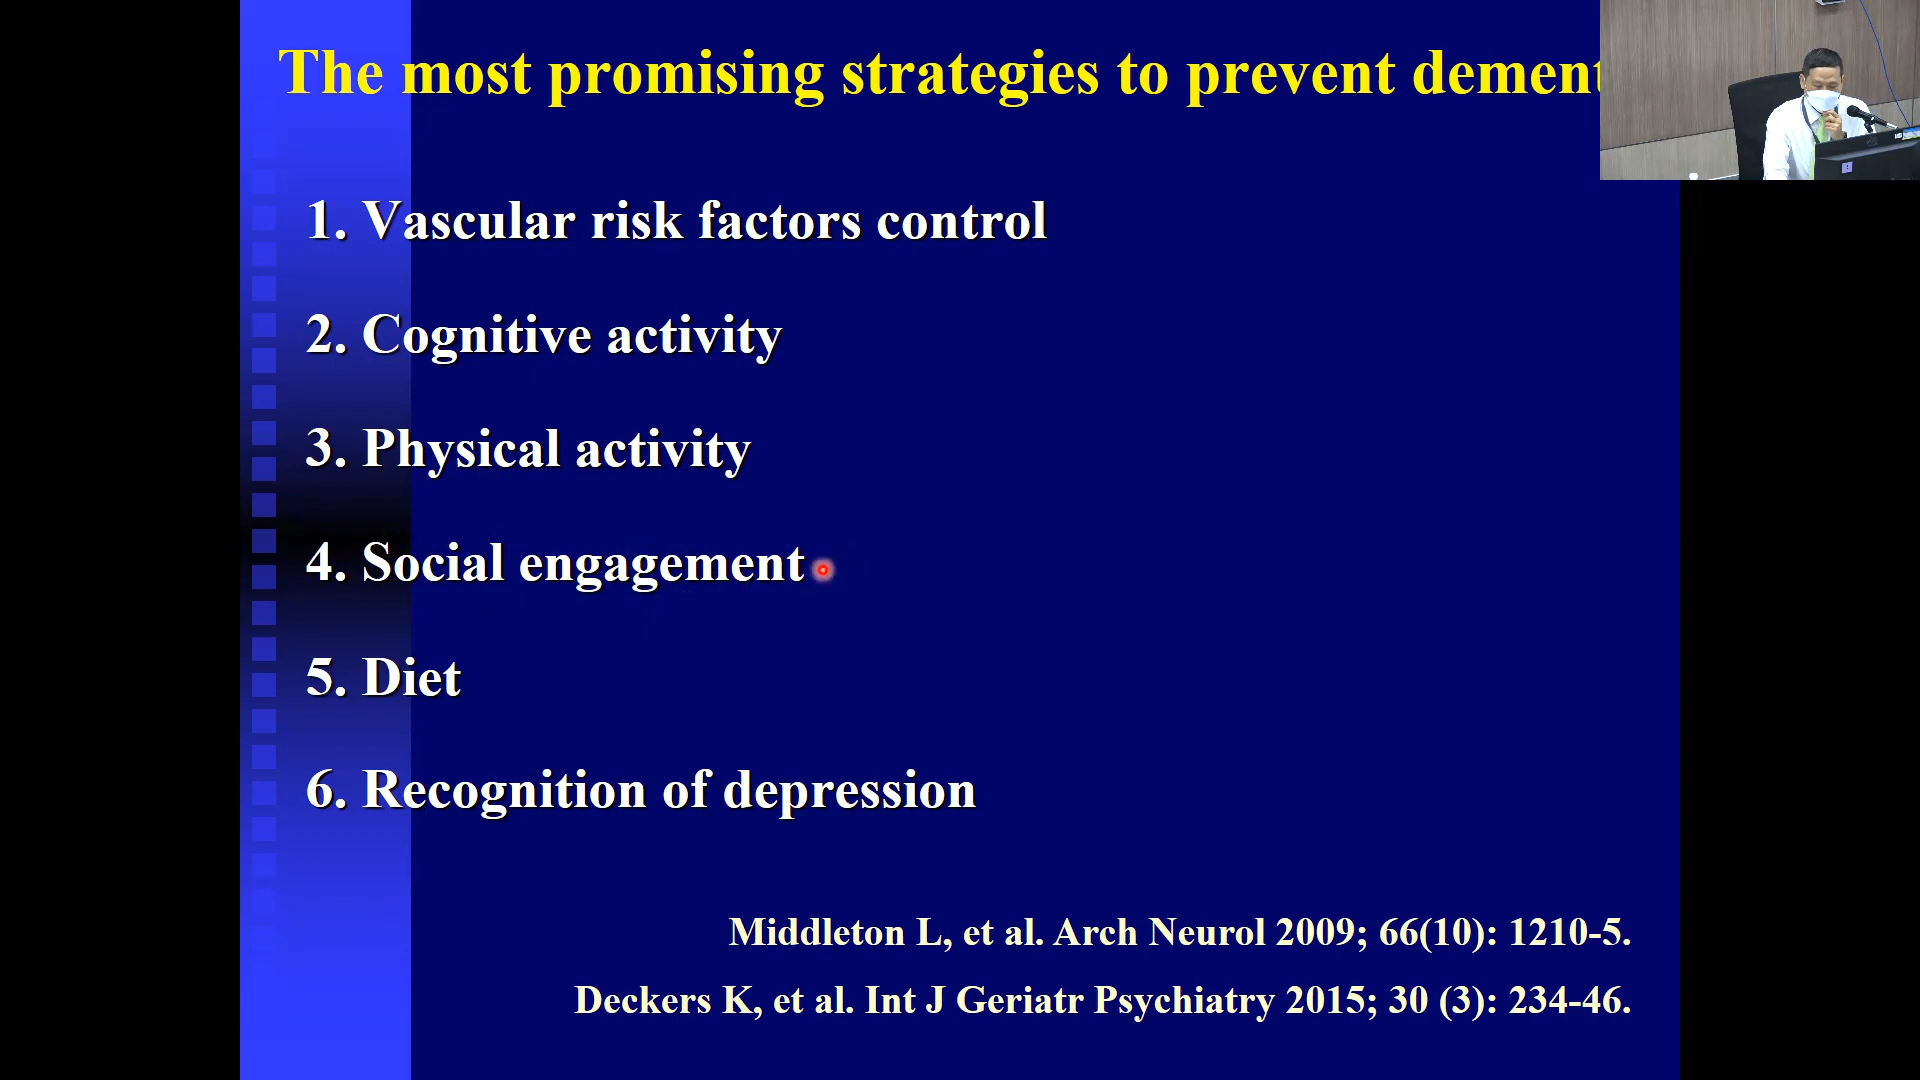 The most promising strategies to prevent dement
1. Vascular risk factors control
2. Cognitive activity
3. Physical activity
4. Social engagement
5. Diet
6. Recognition of depression
Middleton L, et al. Arch Neurol 2009; 66(10): 1210-5.
Deckers K, et al. Int J Geriatr Psychiatry 2015; 30 (3): 234-46.